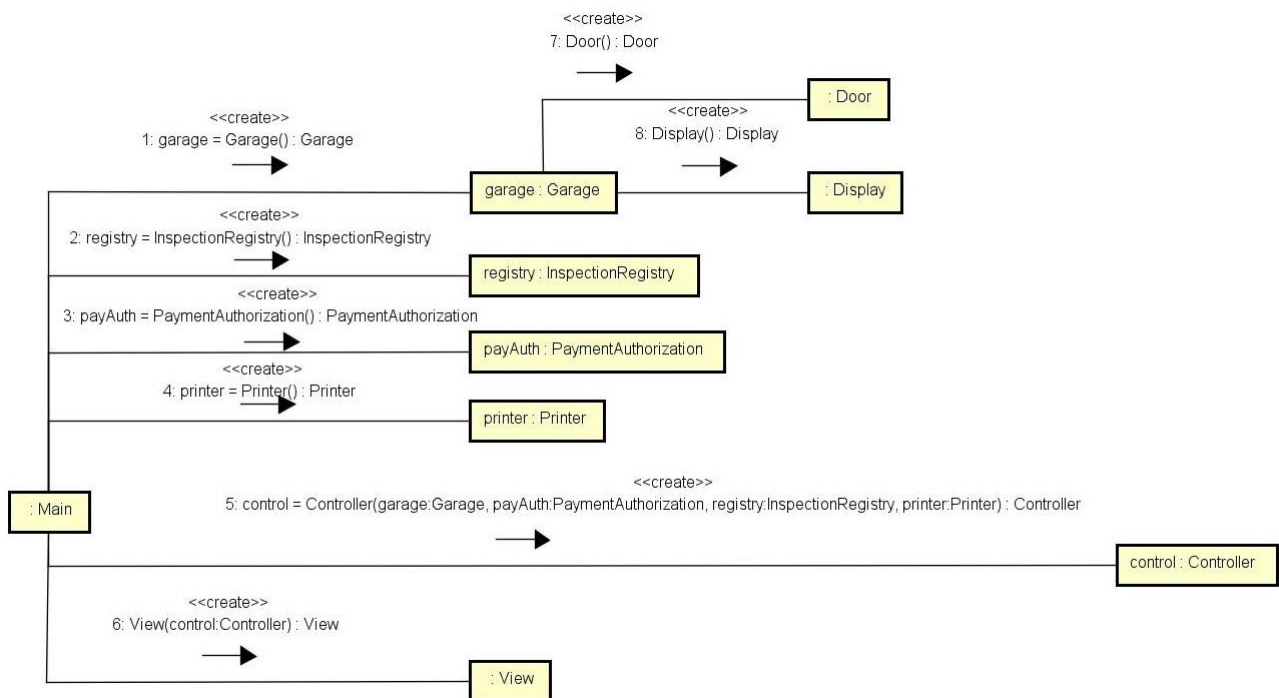 <<create>>
7: Door() : Door
: Door
<<create>>
1: garage = Garage() : Garage
<<create>>
8: Display() : Display
garage : Garage
: Display
<<create>>
2: registry = InspectionRegistry() : InspectionRegistry
registry : InspectionRegistry
<<create>>
3: payAuth = PaymentAuthorization() : PaymentAuthorization
payAuth : PaymentAuthorization
<<create>>
4: printer = Printer() : Printer
printer : Printer
<<create>>
5: control = Controller(garage:Garage, payAuth:PaymentAuthorization, registry:InspectionRegistry, printer:Printer) : Controller
: Main
control : Controller
<<create>>
6: View(control:Controller) : View
: View